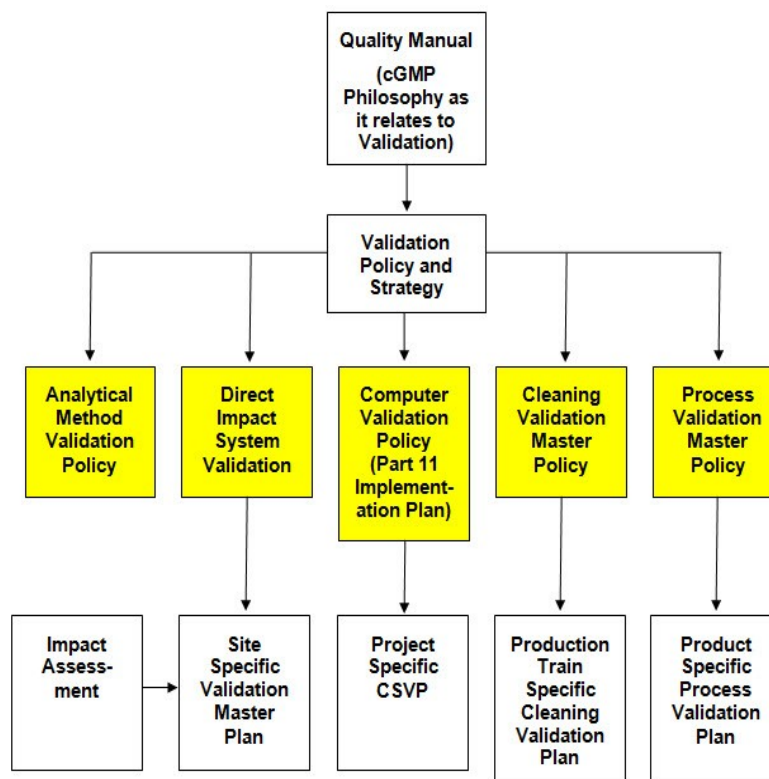 Quality Manual
(cGMP
Philosophy as
it relates to
Validation)
Validation
Policy and
Strategy
Analytical
Method
Validation
Policy
Direct
Impact
System
Validation
Computer
Validation
Policy
(Part 11
Implement-
ation Plan)
Cleaning
Validation
Master
Policy
Process
Validation
Master
Policy
Impact
Assess-
ment
Site
Specific
Validation
Master
Plan
Project
Specific
CSVP
Production
Train
Specific
Cleaning
Validation
Plan
Product
Specific
Process
Validation
Plan